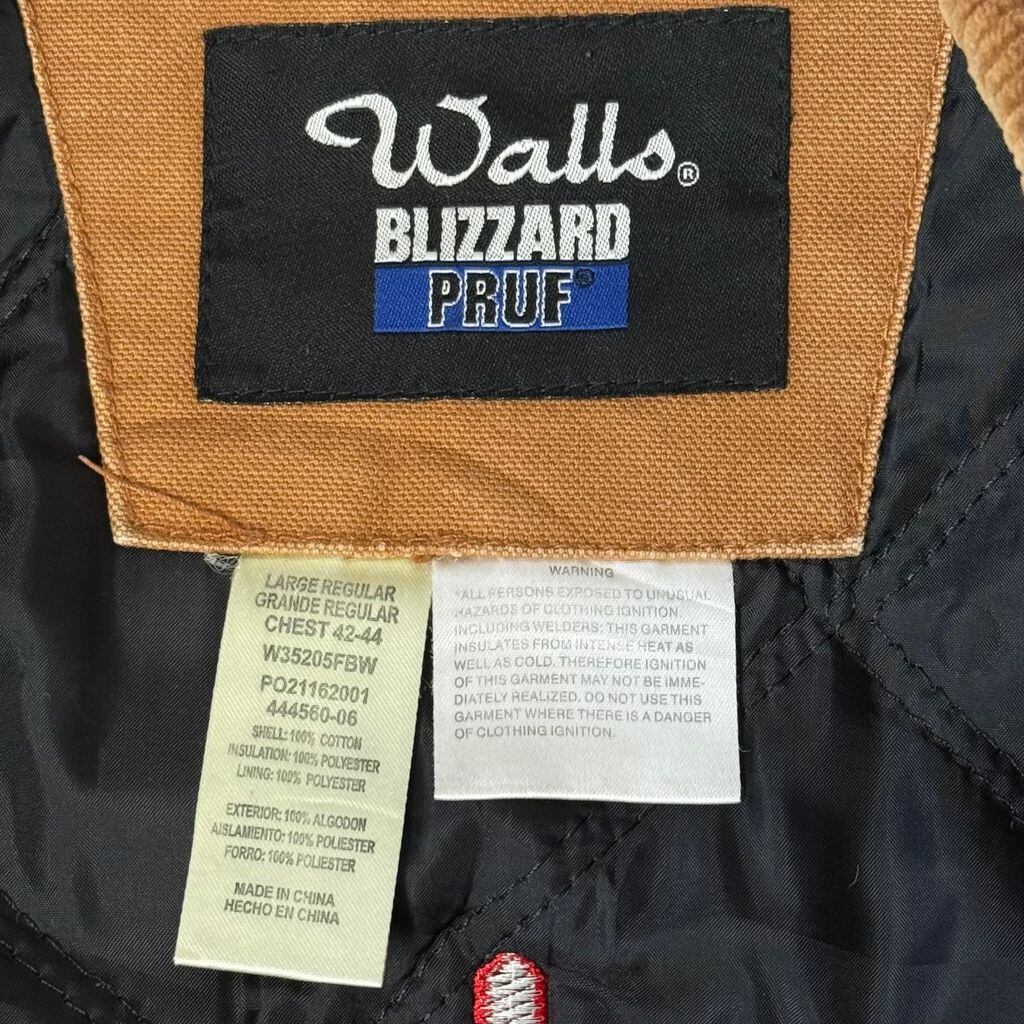 Walls®
BLIZZARD
PRUF®
LARGE REGULAR
GRANDE REGULAR
CHEST 42-44
W35205FBW
PO21162001
444560-06
SHELL: 100% COTTON
INSULATION: 100% POLYESTER
LINING: 100% POLYESTER
EXTERIOR: 100% ALGODON
AISLAMIENTO: 100% POLIESTER
FORRO: 100% POLIESTER
MADE IN CHINA
HECHO EN CHINA
WARNING
*ALL PERSONS EXPOSED TO UNUSUAL
HAZARDS OF CLOTHING IGNITION
INCLUDING WELDERS: THIS GARMENT
INSULATES FROM INTENSE HEAT AS
WELL AS COLD. THEREFORE IGNITION
OF THIS GARMENT MAY NOT BE IMME-
DIATELY REALIZED. DO NOT USE THIS
GARMENT WHERE THERE IS A DANGER
OF CLOTHING IGNITION.